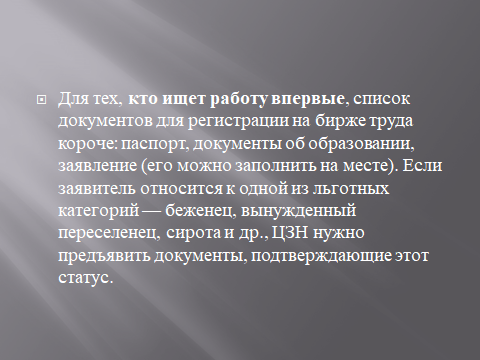 Для тех, кто ищет работу впервые, список
документов для регистрации на бирже труда
короче: паспорт, документы об образовании,
заявление (его можно заполнить на месте). Если
заявитель относится к одной из льготных
категорий — беженец, вынужденный
переселенец, сирота и др., ЦЗН нужно
предъявить документы, подтверждающие этот
статус.